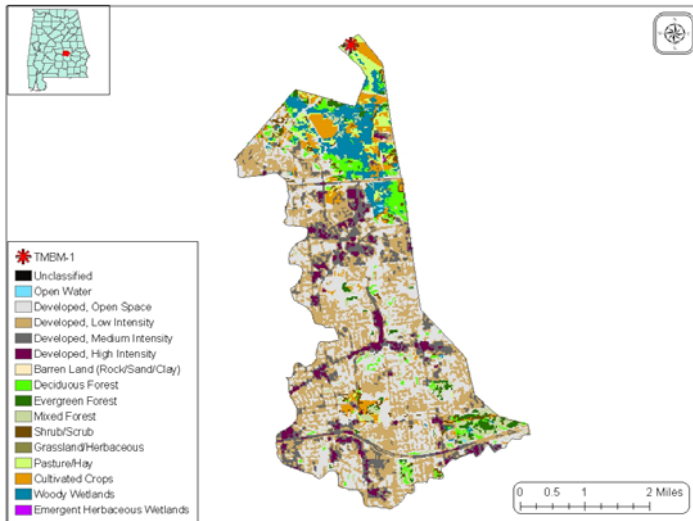 TMBM-1
Unclassified
Open Water
Developed, Open Space
Developed, Low Intensity
Developed, Medium Intensity
Developed, High Intensity
Barren Land (Rock/Sand/Clay)
Deciduous Forest
Evergreen Forest
Mixed Forest
Shrub/Scrub
Grassland/Herbaceous
Pasture/Hay
Cultivated Crops
Woody Wetlands
Emergent Herbaceous Wetlands
0 0.5 1 2 Miles